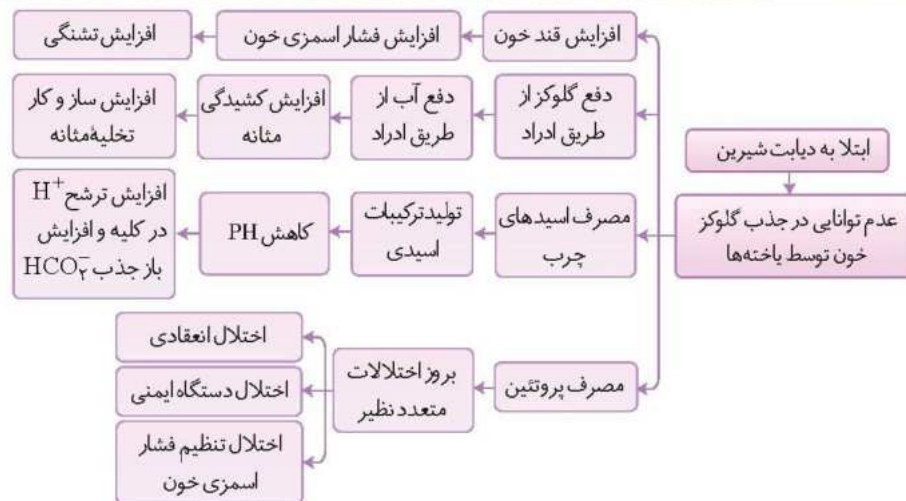 ابتلا به دیابت شیرین
عدم توانایی در جذب گلوکز
خون توسط یاخته‌ها
افزایش قند خون
افزایش فشار اسمزی خون
افزایش تشنگی
دفع گلوکز از
طریق ادرار
دفع آب از
طریق ادراد
افزایش کشیدگی
مثانه
افزایش ساز و کار
تخلیهٔ مثانه
مصرف اسیدهای
چرب
تولیدترکیبات
اسیدی
کاهش PH
افزایش ترشح H⁺
در کلیه و افزایش
باز جذب HCO₃⁻
مصرف پروتئین
بروز اختلالات
متعدد نظیر
اختلال انعقادی
اختلال دستگاه ایمنی
اختلال تنظیم فشار
اسمزی خون